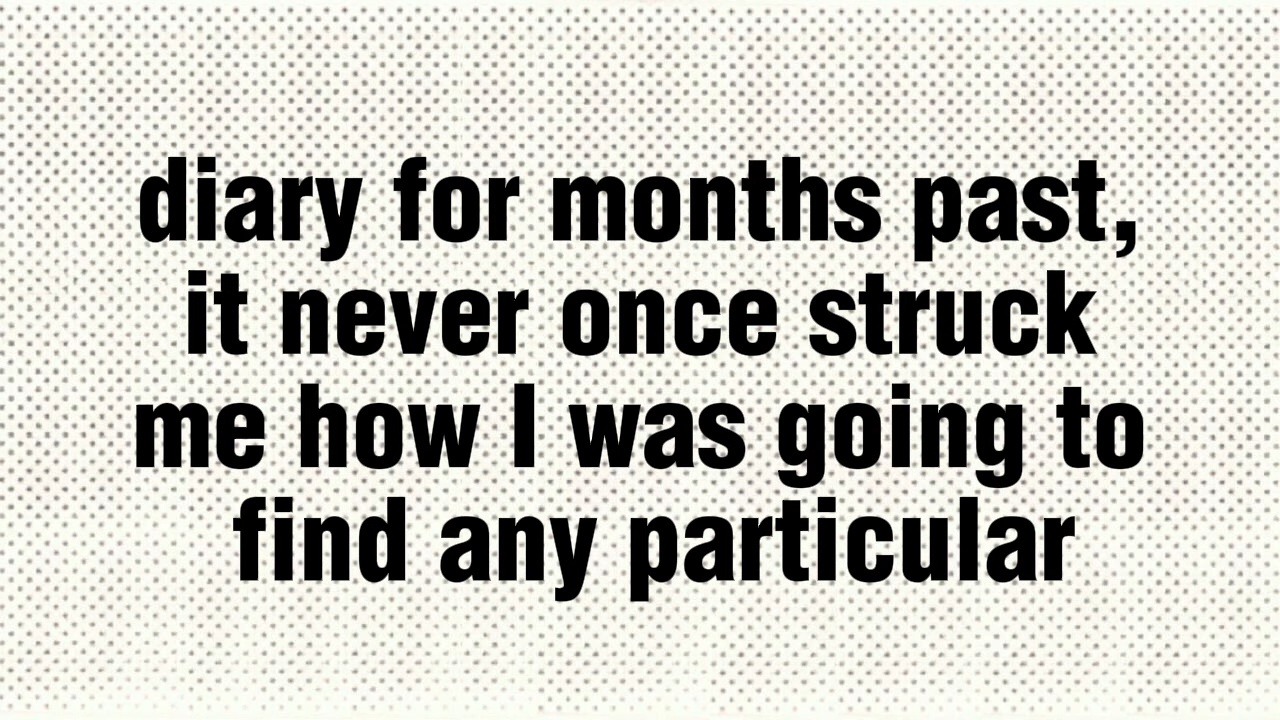 diary for months past,
it never once struck
me how I was going to
find any particular